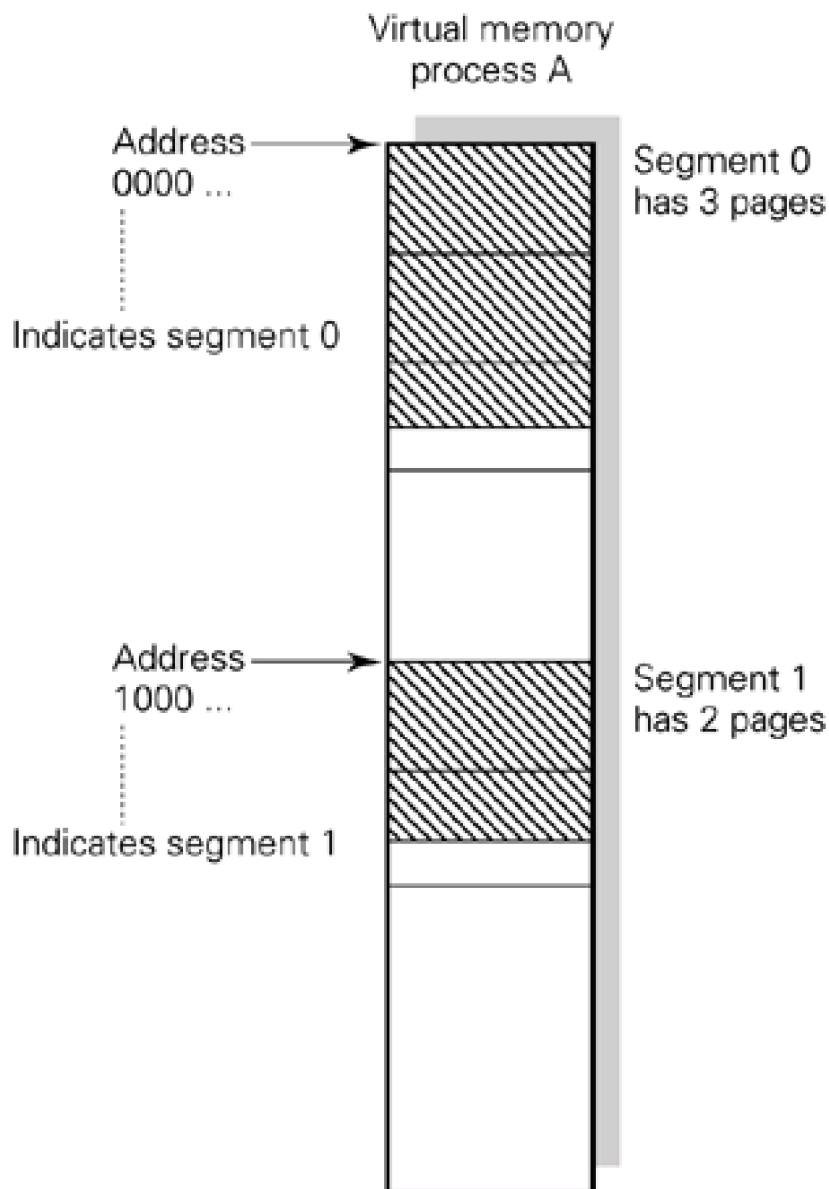 Virtual memory
process A
Address
0000 ...
Segment 0
has 3 pages
Indicates segment 0
Address
1000 ...
Segment 1
has 2 pages
Indicates segment 1